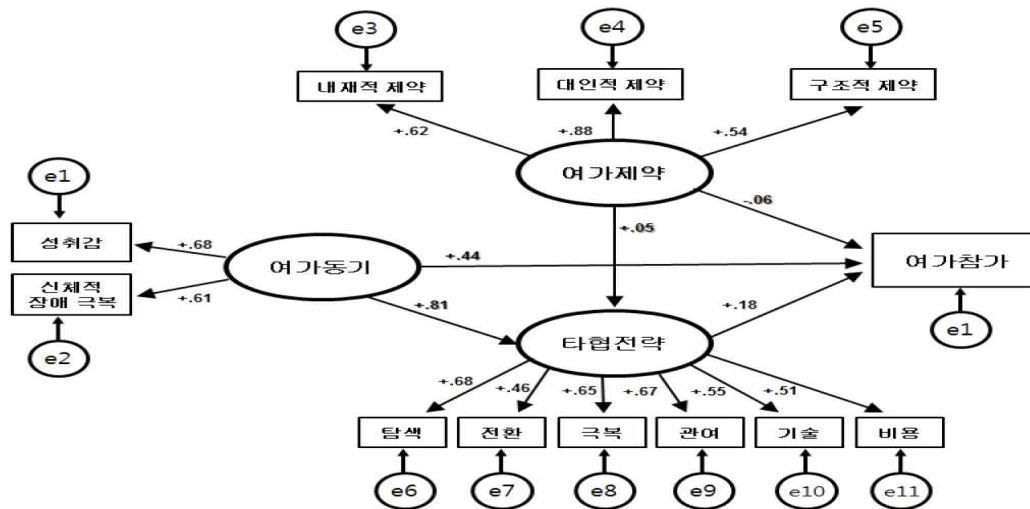 e3
e4
e5
내재적 제약
대인적 제약
구조적 제약
+.62
+.88
+.54
여가제약
e1
-.06
+.05
성취감
+.68
여가동기
+.44
여가참가
신체적
장애 극복
+.61
+.81
+.18
e2
타협전략
e1
+.68
+.46
+.65
+.67
+.55
+.51
탐색
전환
극복
관여
기술
비용
e6
e7
e8
e9
e10
e11